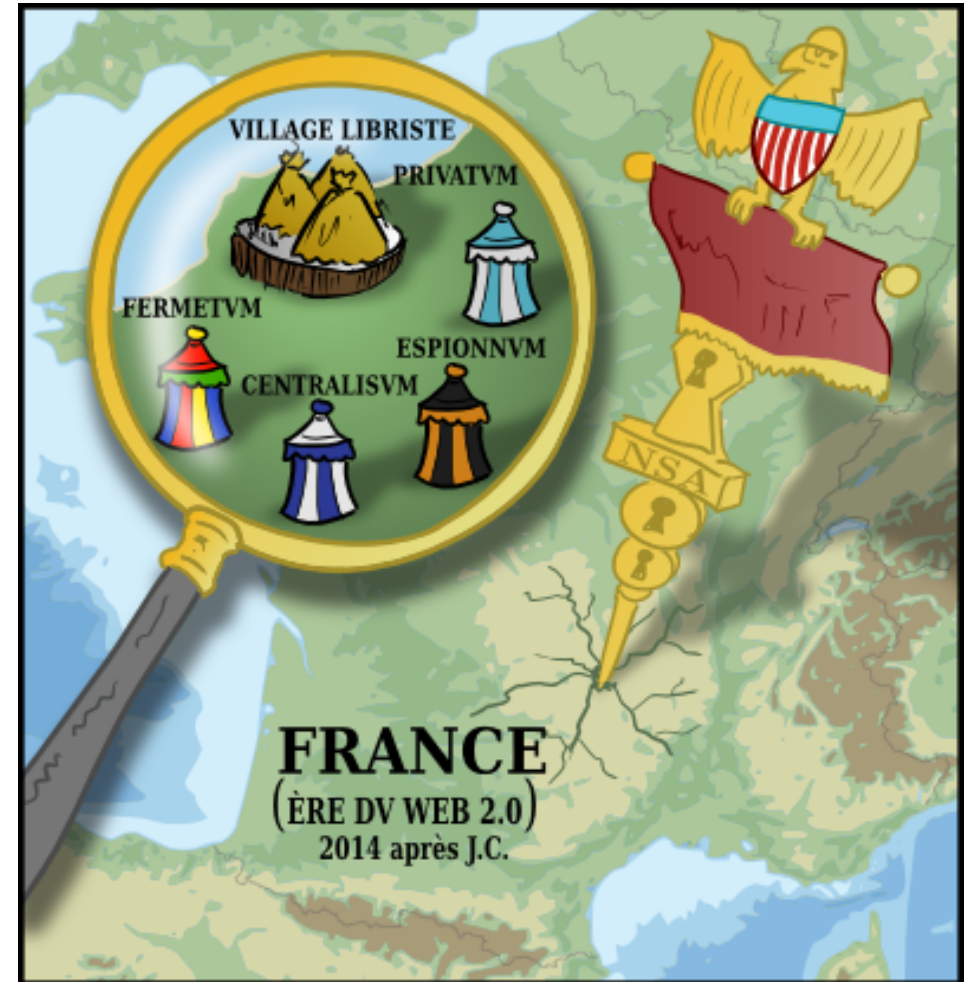 VILLAGE LIBRISTE
PRIVATVM
FERMETVM
ESPIONNVM
CENTRALISVM
NSA
FRANCE
(ÈRE DV WEB 2.0)
2014 après J.C.